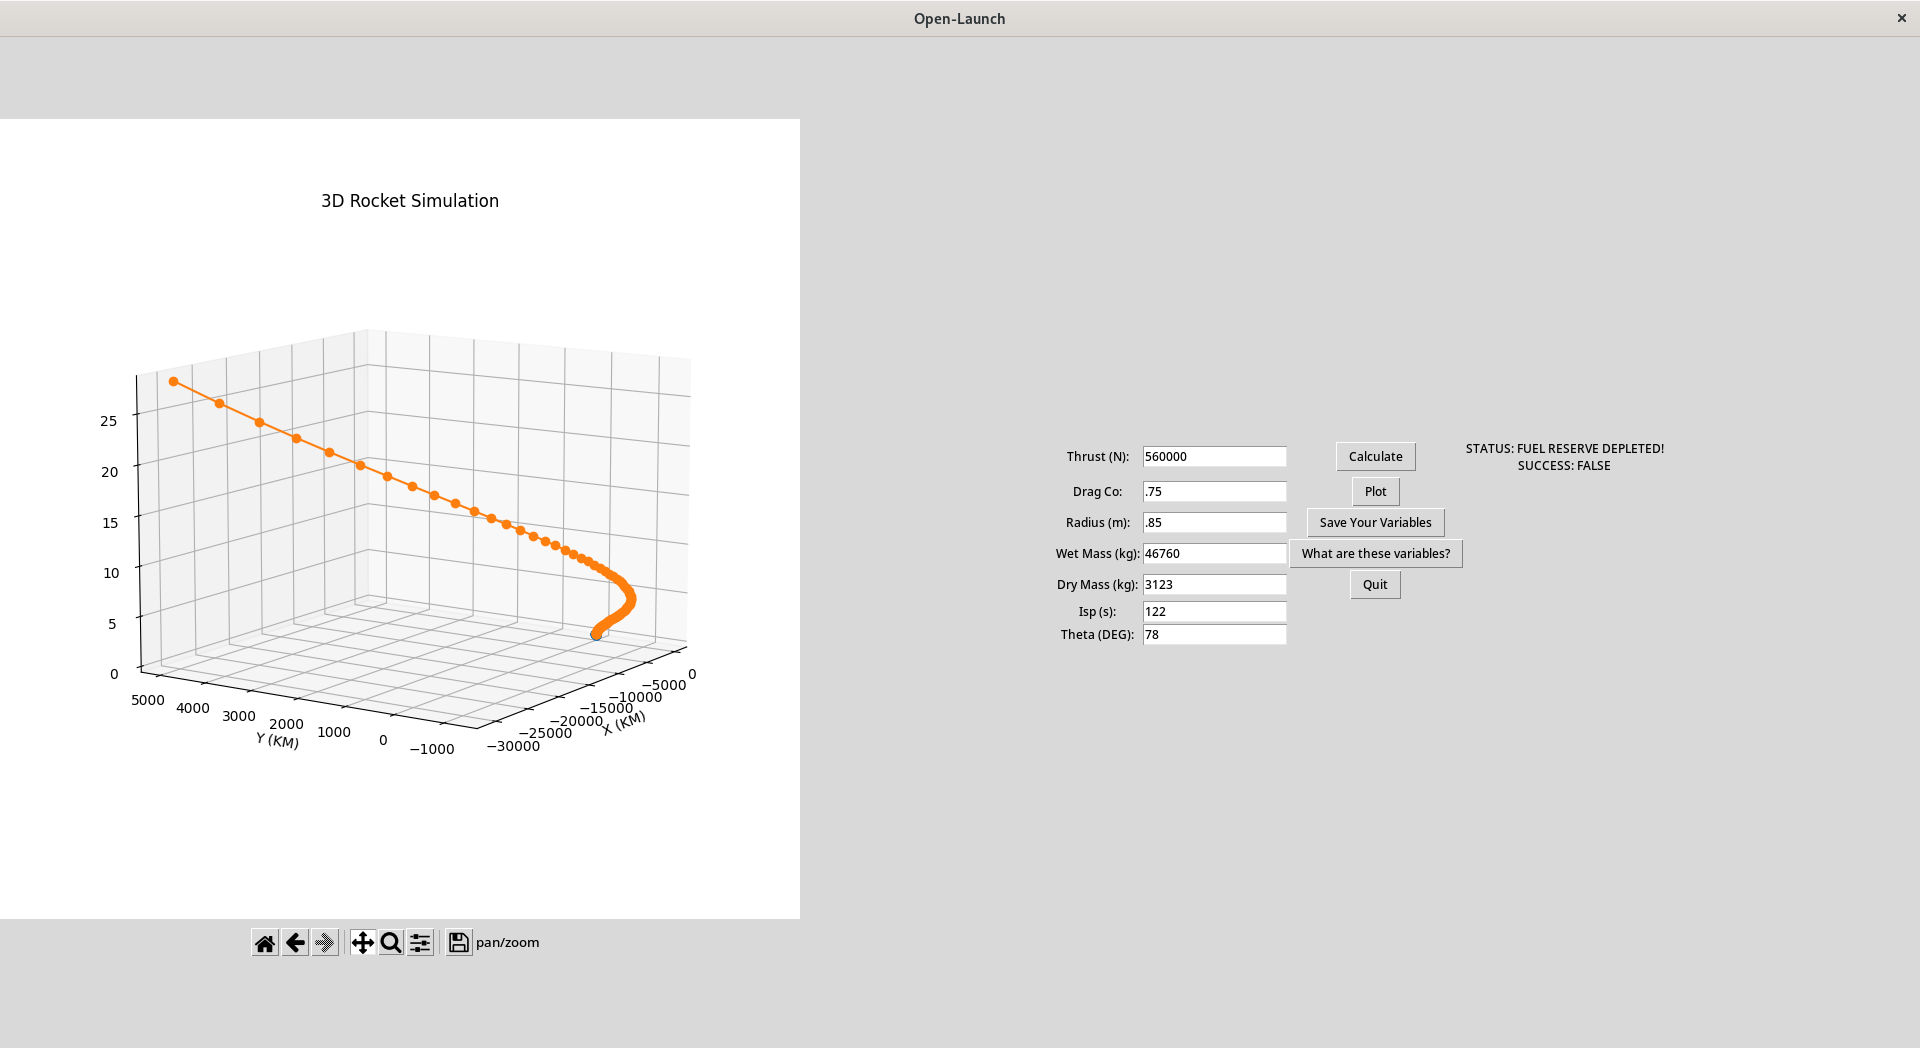 Open-Launch
×
3D Rocket Simulation
25
20
15
10
5
0
5000
4000
3000
2000
1000
0
−1000
Y (KM)
−30000
−25000
−20000
−15000
−10000
−5000
0
X (KM)
Thrust (N): 560000 Calculate
STATUS: FUEL RESERVE DEPLETED!
SUCCESS: FALSE
Drag Co: .75 Plot
Radius (m): .85 Save Your Variables
Wet Mass (kg): 46760 What are these variables?
Dry Mass (kg): 3123 Quit
Isp (s): 122
Theta (DEG): 78
pan/zoom